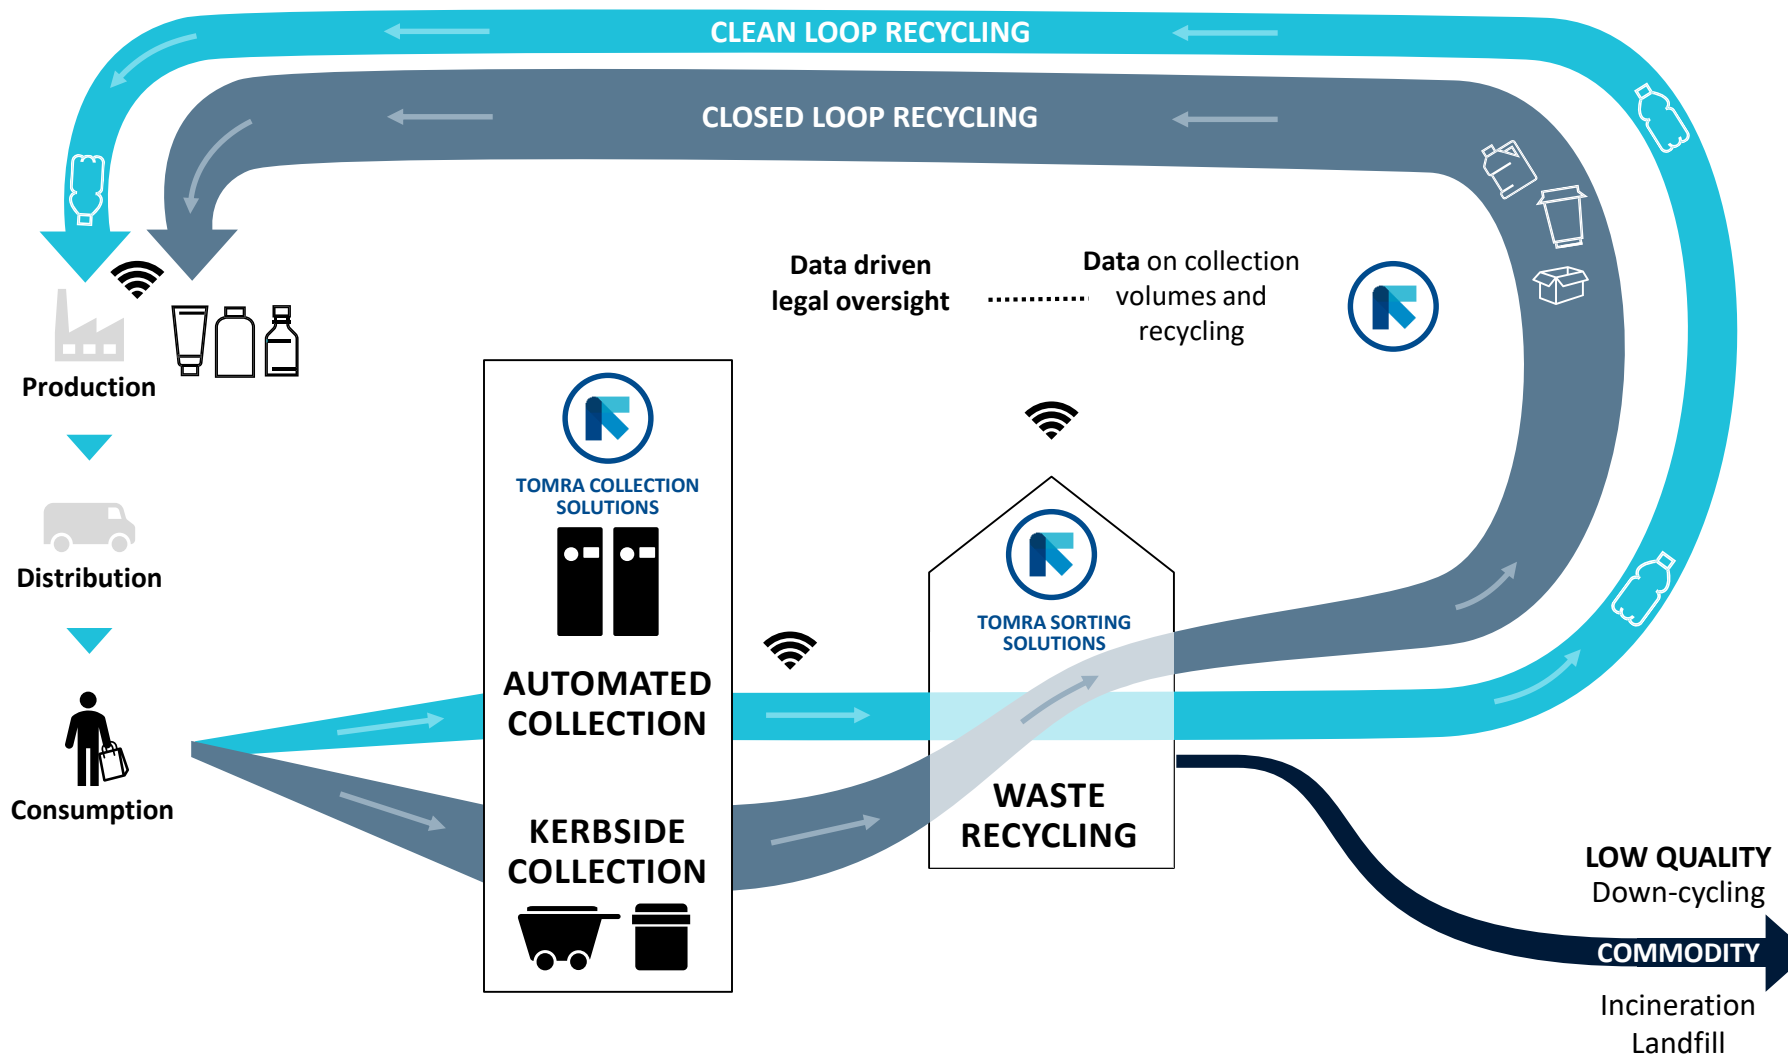 CLEAN LOOP RECYCLING
CLOSED LOOP RECYCLING
Data driven
legal oversight
Data on collection
volumes and
recycling
Production
Distribution
Consumption
TOMRA COLLECTION
SOLUTIONS
AUTOMATED
COLLECTION
KERBSIDE
COLLECTION
TOMRA SORTING
SOLUTIONS
WASTE
RECYCLING
LOW QUALITY
Down-cycling
COMMODITY
Incineration
Landfill